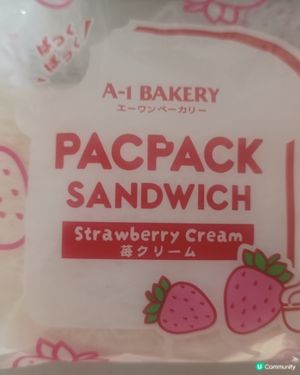 ぱっく
ぱっく
A-1 BAKERY
エーワンベーカリー
PACPACK
SANDWICH
Strawberry Cream
苺クリーム
U Community